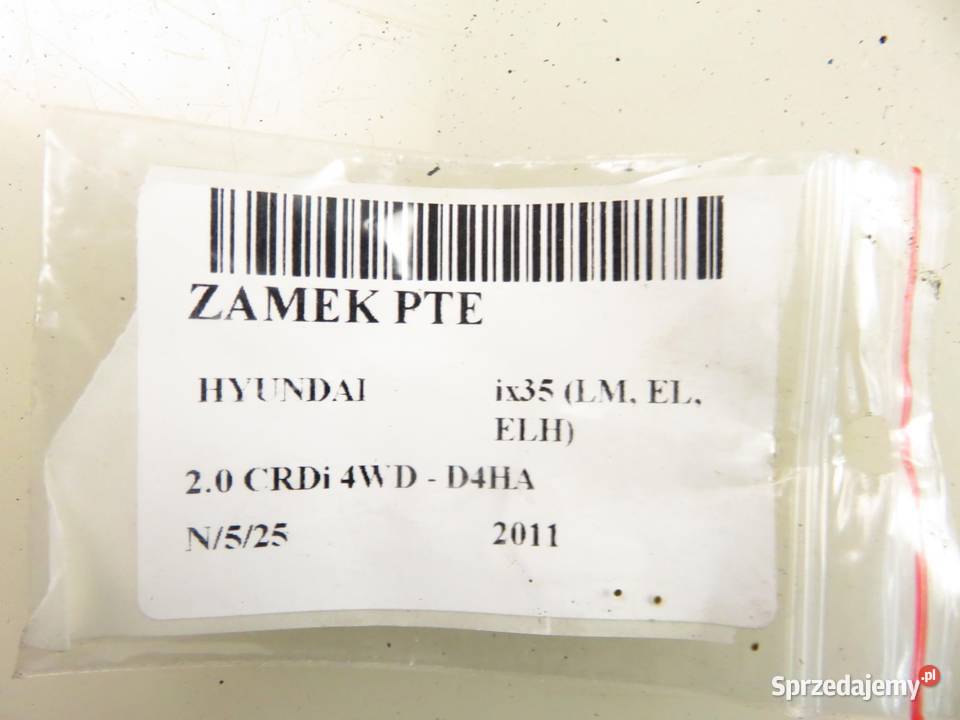 ZAMEK PTE
HYUNDAI ix35 (LM, EL,
ELH)
2.0 CRDi 4WD - D4HA
N/5/25 2011
Sprzedajemy.pl